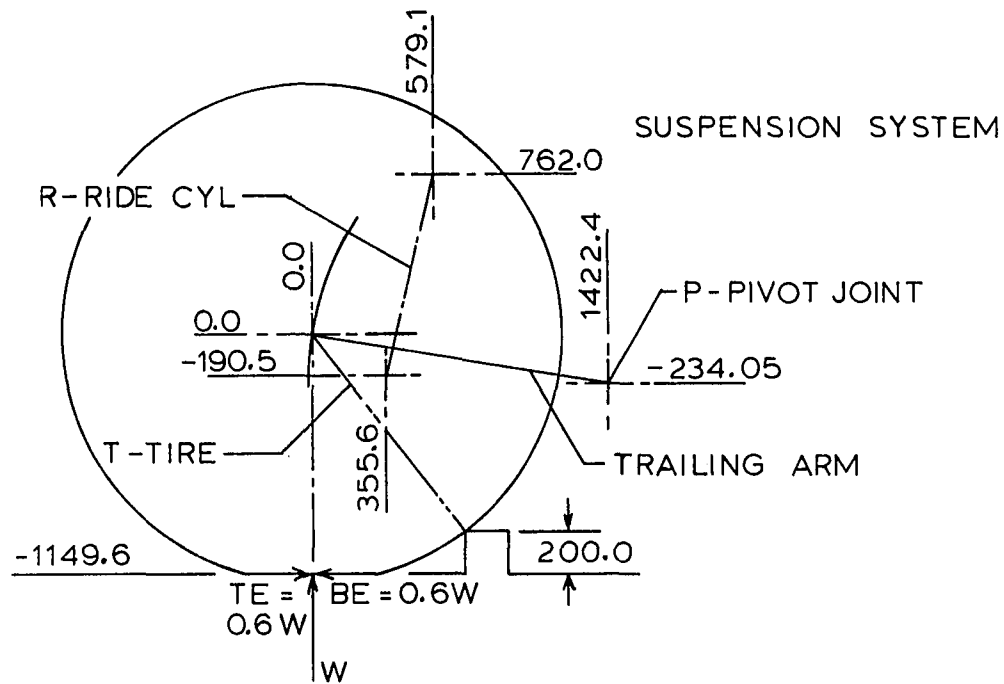 579.1
SUSPENSION SYSTEM
762.0
R-RIDE CYL
0.0
1422.4
P-PIVOT JOINT
0.0
-190.5
-234.05
T-TIRE
355.6
TRAILING ARM
-1149.6
200.0
TE = BE = 0.6W
0.6 W
W